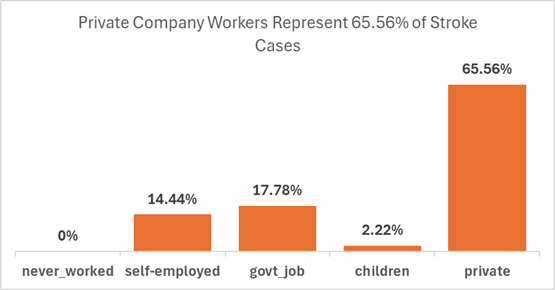 Private Company Workers Represent 65.56% of Stroke
Cases
65.56%
17.78%
14.44%
2.22%
0%
never_worked self-employed govt_job children private